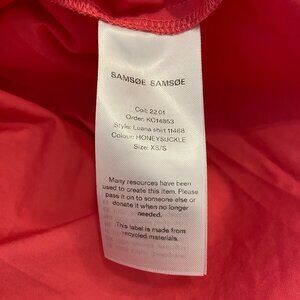 SAMSØE SAMSØE
Coll: 22.01
Order: KO14853
Style: Luana shirt 11468
Colour: HONEYSUCKLE
Size: XS/S
Many resources have been
used to create this item. Please
pass it on to someone else or
donate it when no longer
needed.
This label is made from
recycled materials.